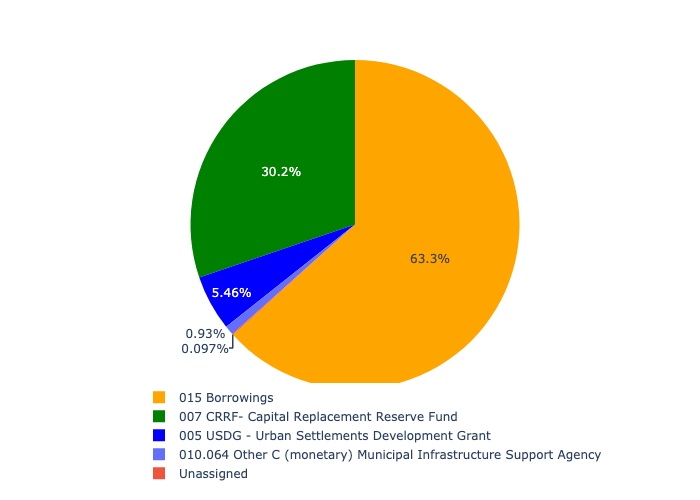 30.2%
63.3%
5.46%
0.93%
0.097%
015 Borrowings
007 CRRF- Capital Replacement Reserve Fund
005 USDG - Urban Settlements Development Grant
010.064 Other C (monetary) Municipal Infrastructure Support Agency
Unassigned